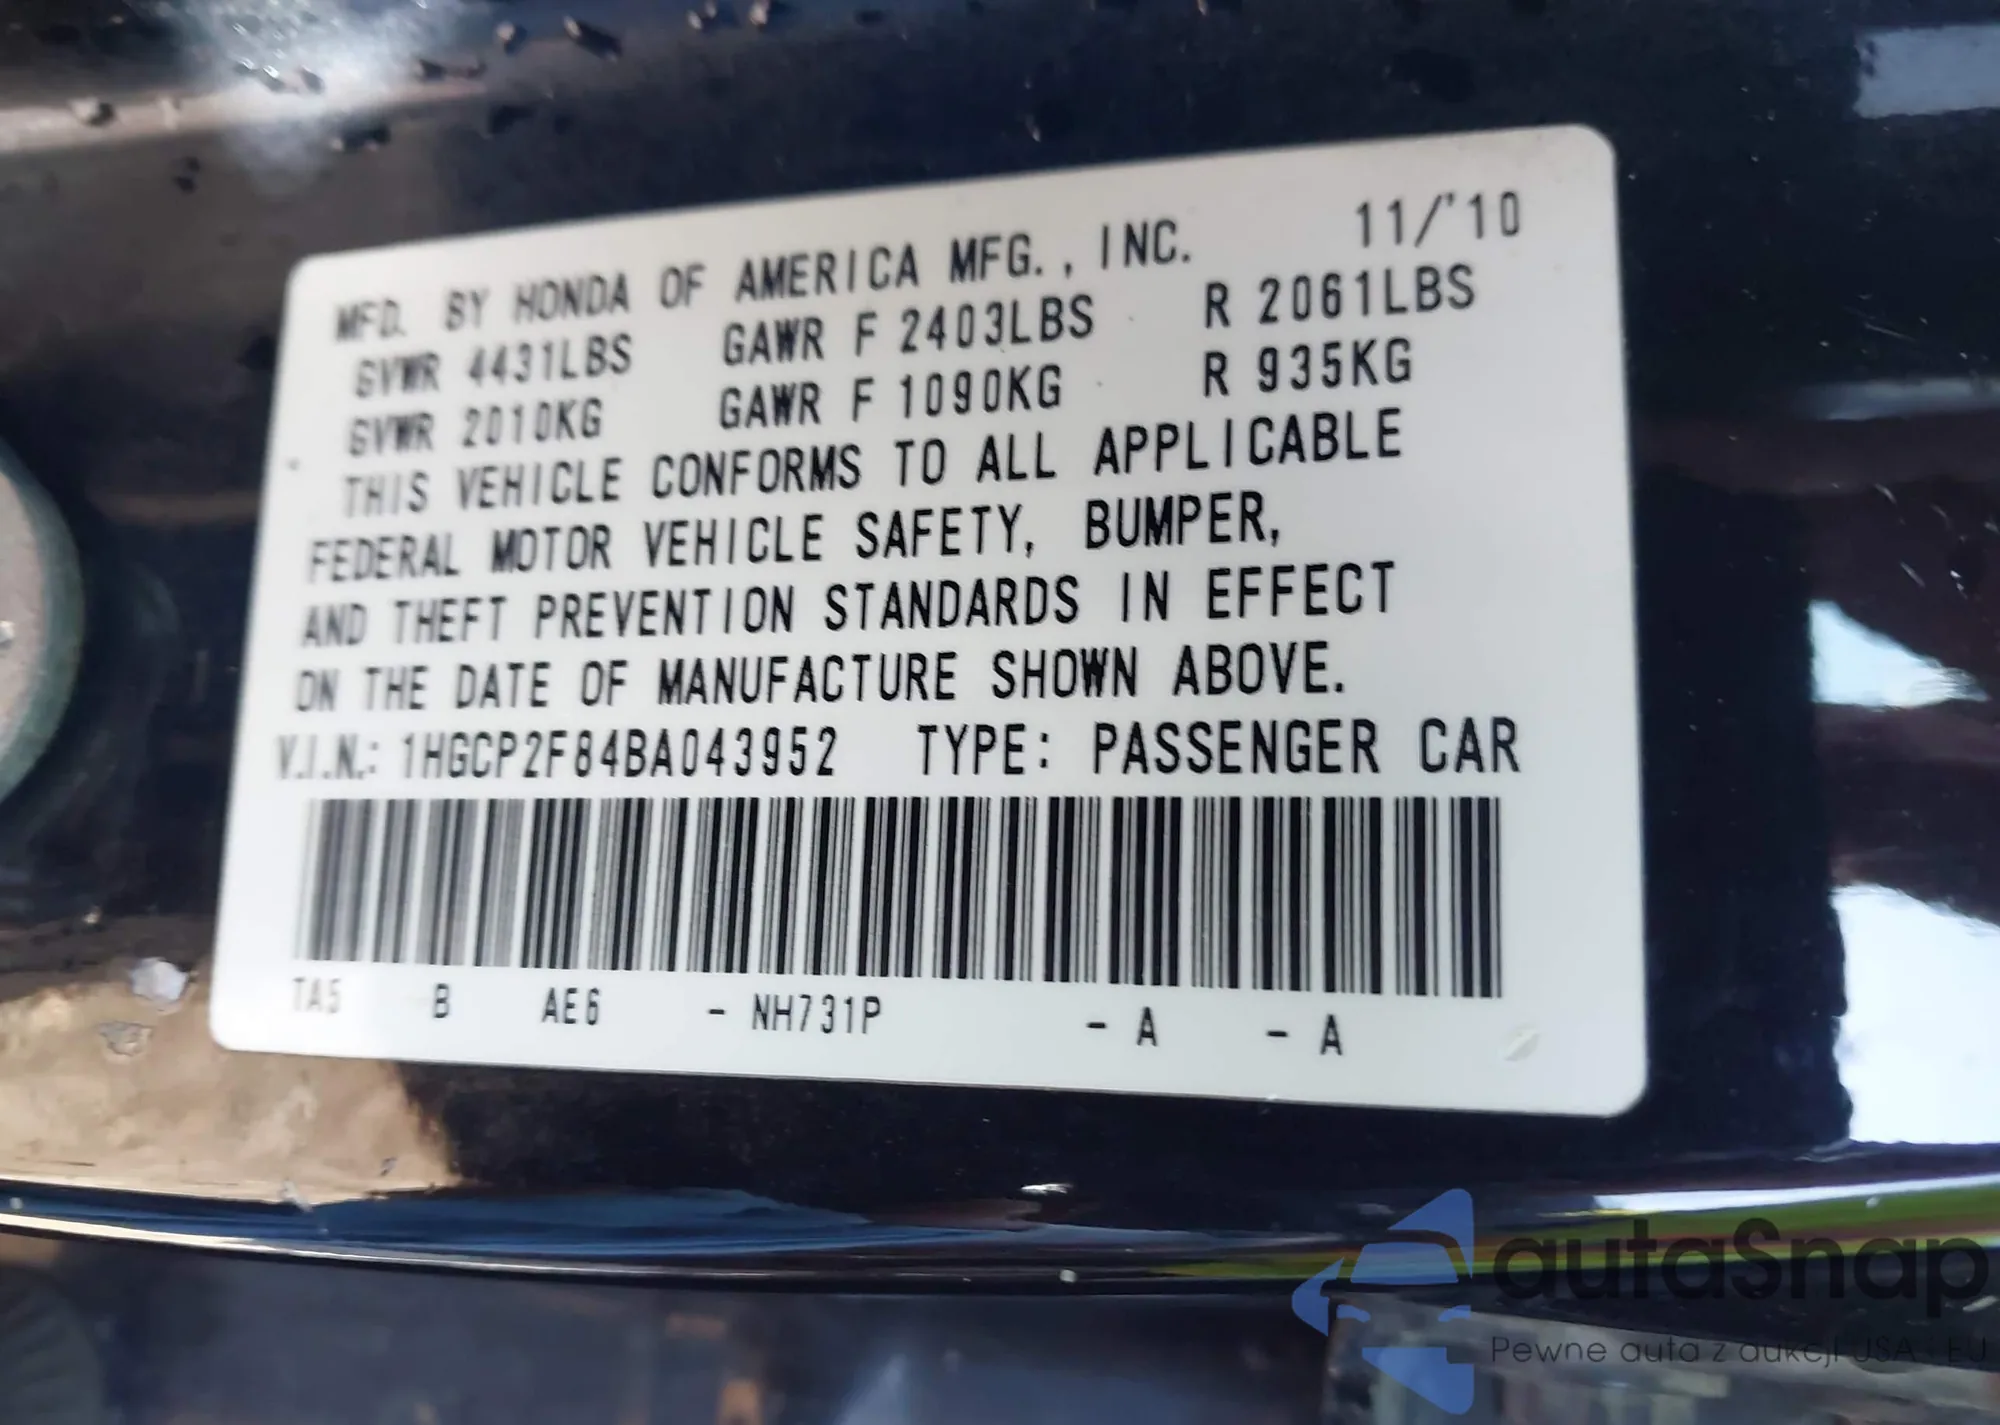 MFD. BY HONDA OF AMERICA MFG., INC. 11/'10
GVWR 4431LBS GAWR F 2403LBS R 2061LBS
GVWR 2010KG GAWR F 1090KG R 935KG
THIS VEHICLE CONFORMS TO ALL APPLICABLE
FEDERAL MOTOR VEHICLE SAFETY, BUMPER,
AND THEFT PREVENTION STANDARDS IN EFFECT
ON THE DATE OF MANUFACTURE SHOWN ABOVE.
V.I.N.: 1HGCP2F84BA043952 TYPE: PASSENGER CAR
TA5 B AE6 - NH731P - A - A
autaSnap
Pewne auta z aukcji USA - EU